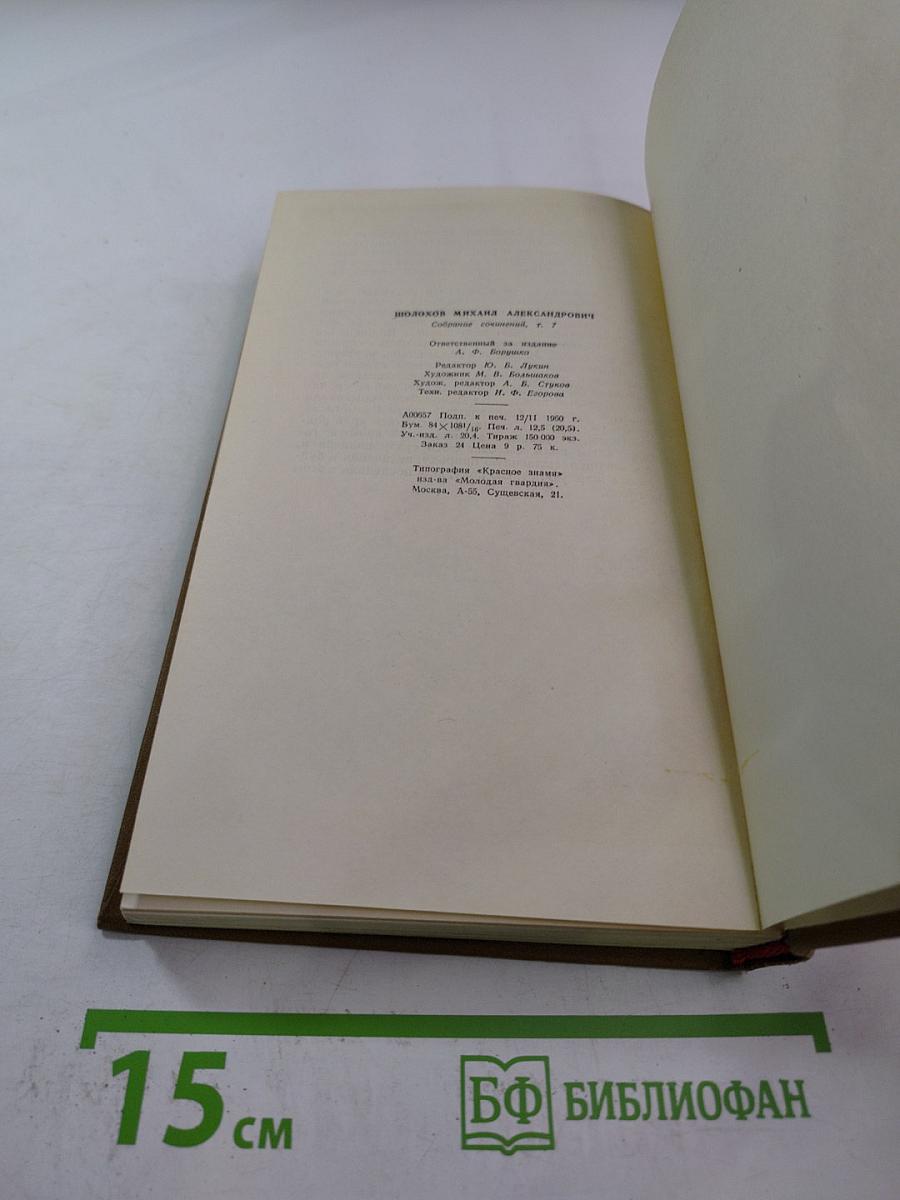 ШОЛОХОВ МИХАИЛ АЛЕКСАНДРОВИЧ
Собрание сочинений, т. 7
Ответственный за издание
А. Ф. Борушко
Редактор Ю. Б. Лукин
Художник М. В. Большаков
Худож. редактор А. Б. Стуков
Техн. редактор И. Ф. Егорова
А00657 Подп. к печ. 12/II 1960 г.
Бум. 84×108¹/₁₆. Печ. л. 12,5 (20,5).
Уч.-изд. л. 20,4. Тираж 150 000 экз.
Заказ 24 Цена 9 р. 75 к.
Типография «Красное знамя»
изд-ва «Молодая гвардия».
Москва, А-55, Сущевская, 21.
15 см
БФ БИБЛИОФАН